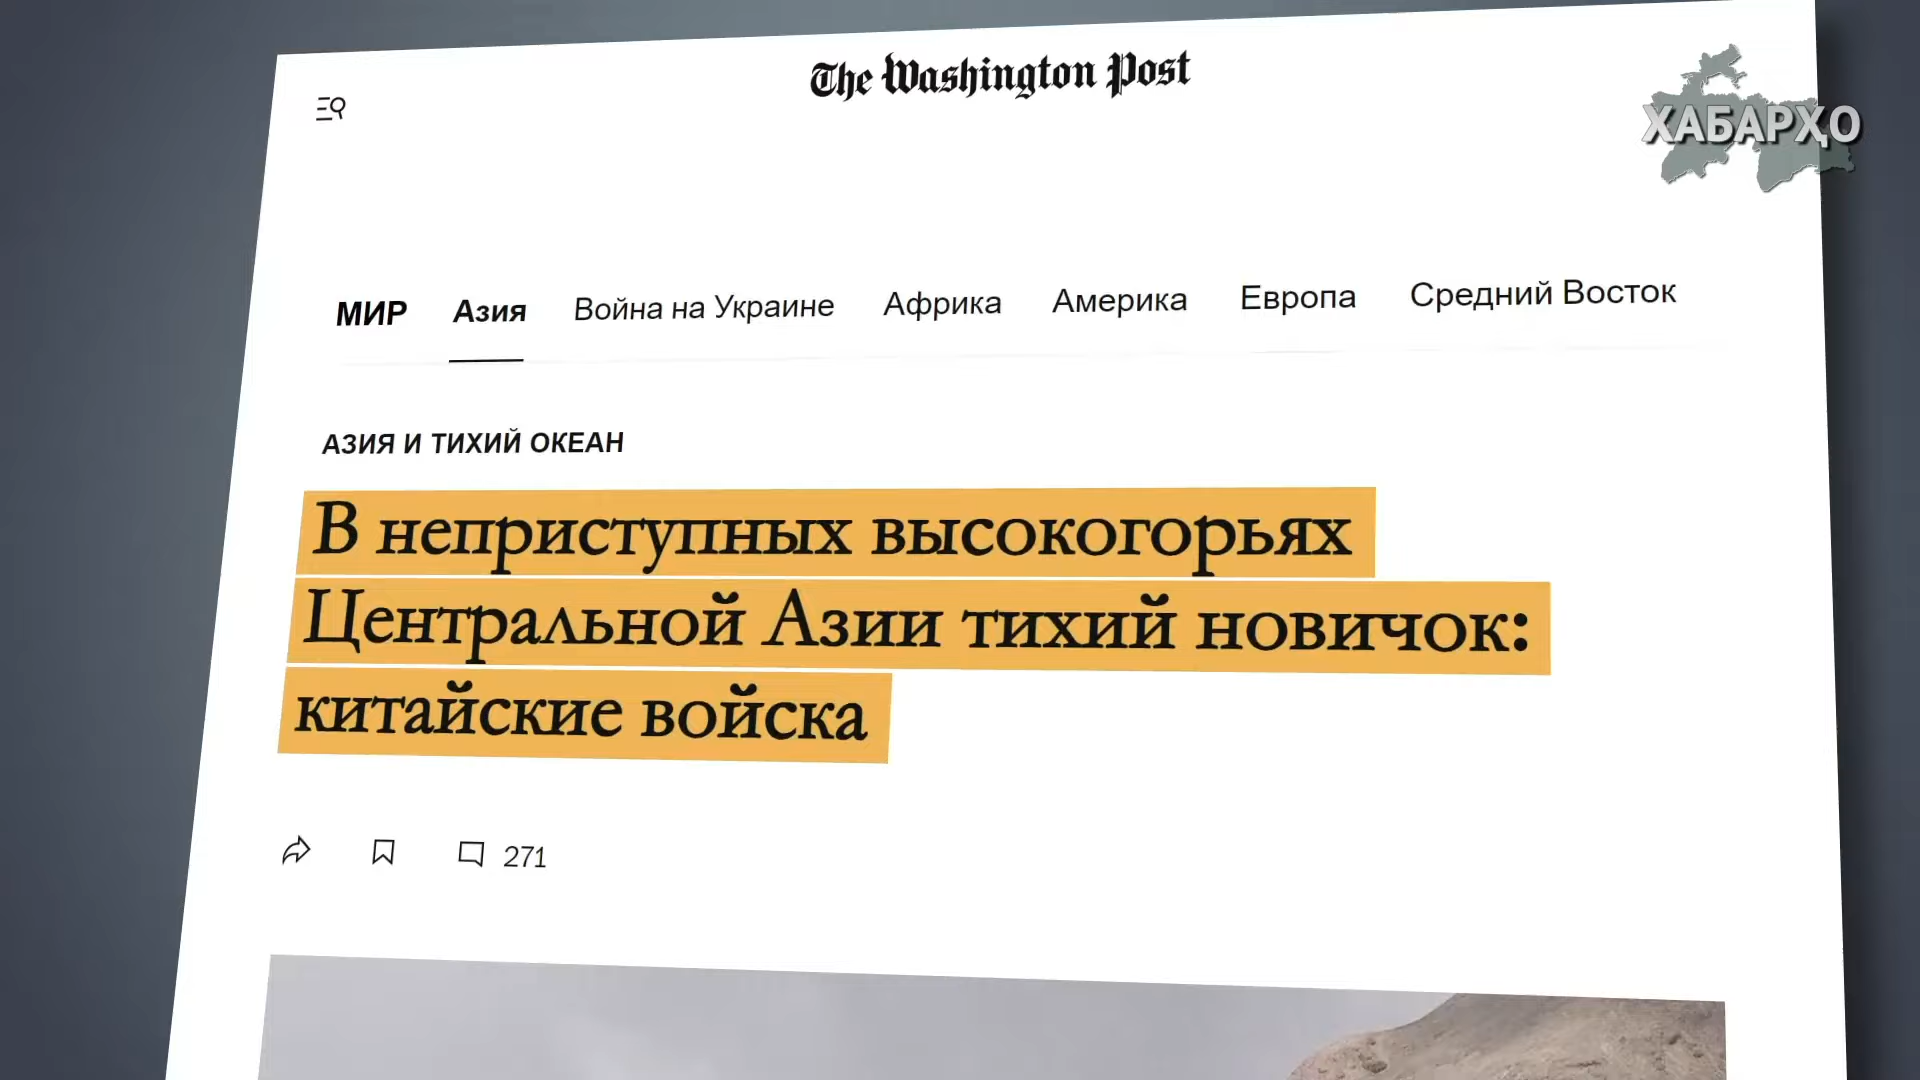 The Washington Post
ХАБАРҲО
МИР Азия Война на Украине Африка Америка Европа Средний Восток
АЗИЯ И ТИХИЙ ОКЕАН
В неприступных высокогорьях
Центральной Азии тихий новичок:
китайские войска
271